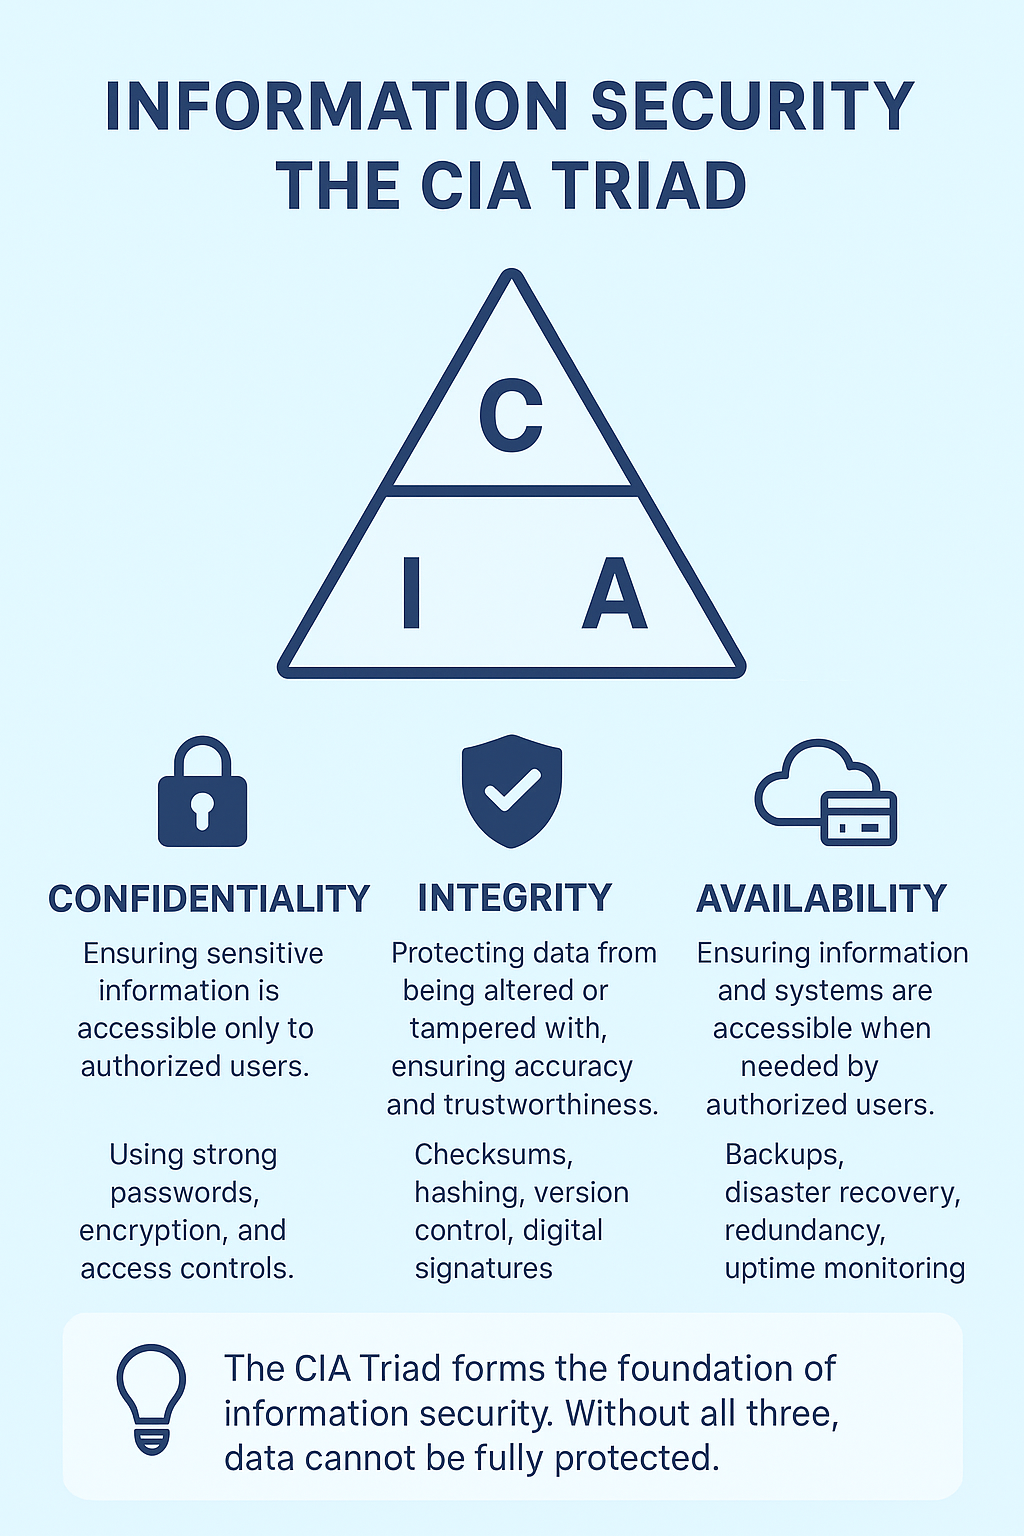 INFORMATION SECURITY
THE CIA TRIAD
C
I A
CONFIDENTIALITY
Ensuring sensitive
information is
accessible only to
authorized users.
Using strong
passwords,
encryption, and
access controls.
INTEGRITY
Protecting data from
being altered or
tampered with,
ensuring accuracy
and trustworthiness.
Checksums,
hashing, version
control, digital
signatures
AVAILABILITY
Ensuring information
and systems are
accessible when
needed by
authorized users.
Backups,
disaster recovery,
redundancy,
uptime monitoring
The CIA Triad forms the foundation of
information security. Without all three,
data cannot be fully protected.